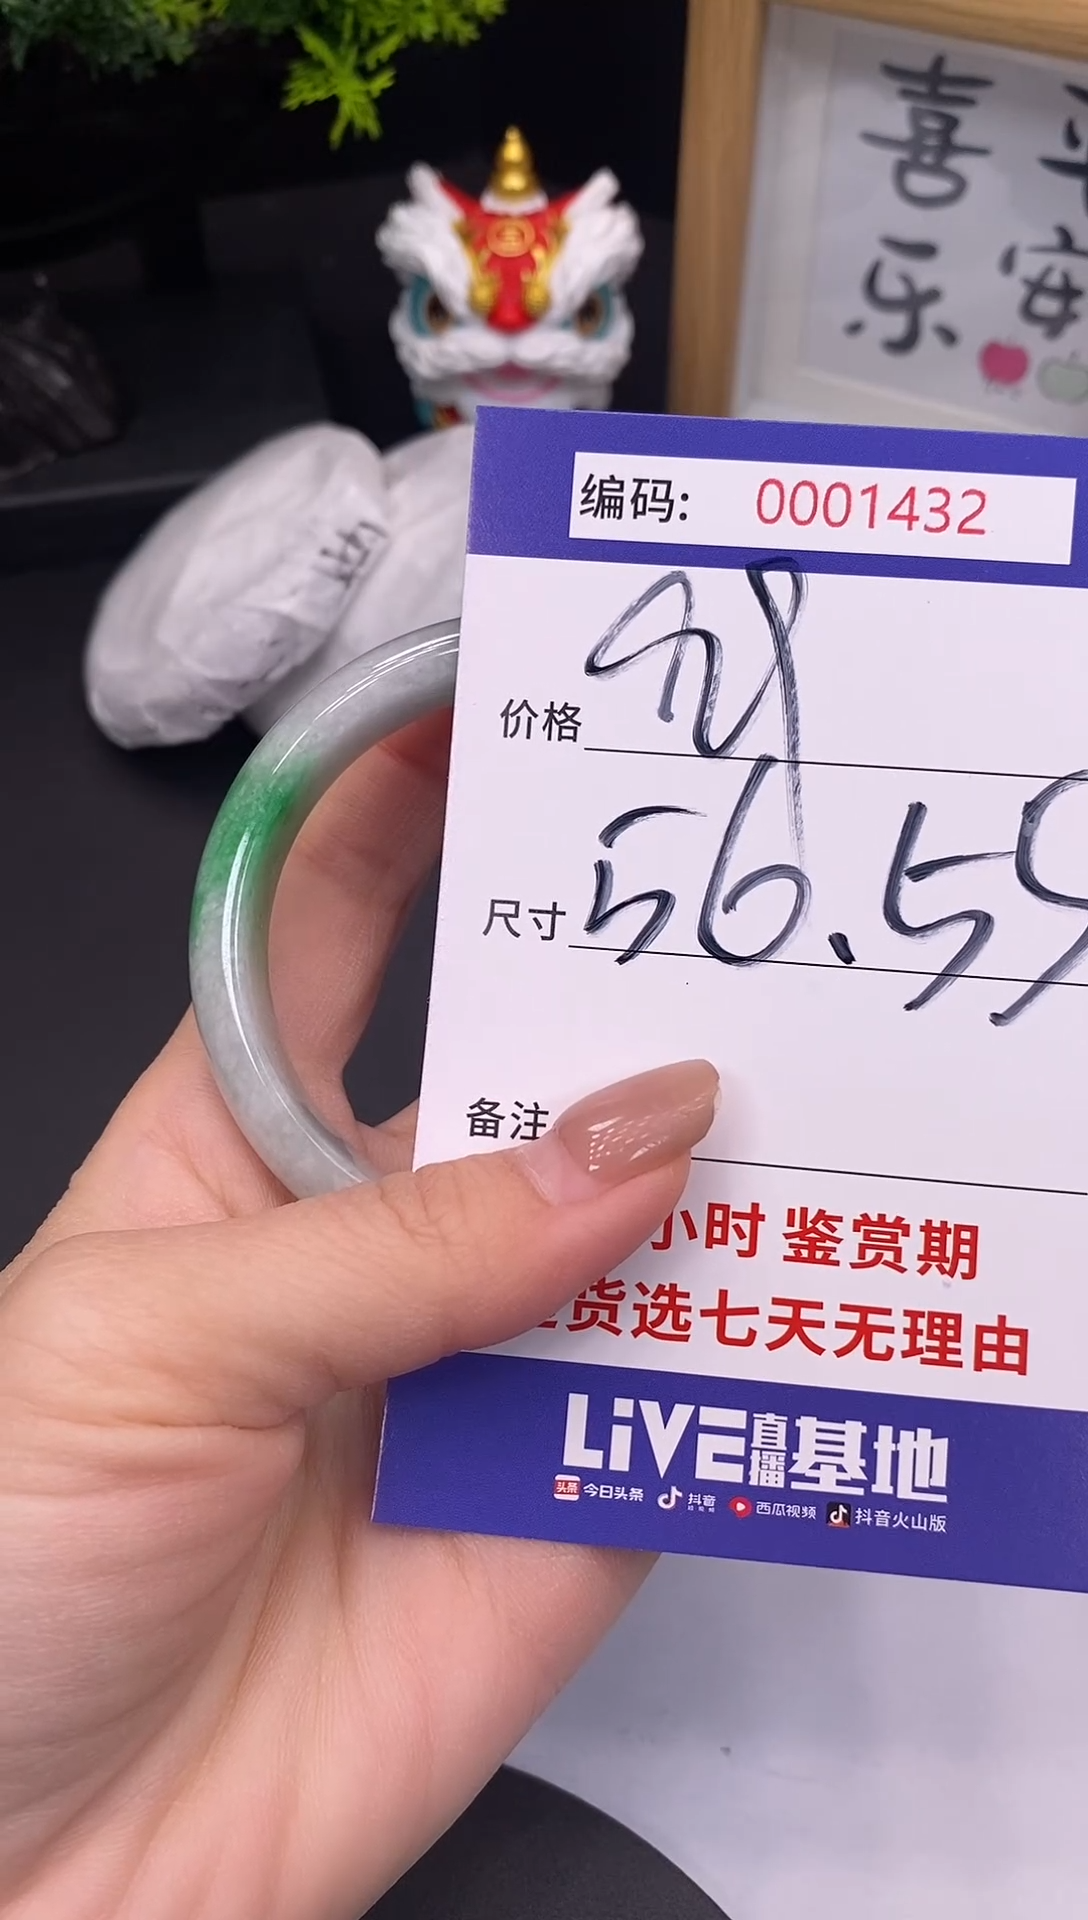 喜 平
乐 安
编码: 0001432
价格
尺寸 56.59
备注
小时 鉴赏期
货选七天无理由
LiVE直播基地
今日头条 抖音 西瓜视频 抖音火山版